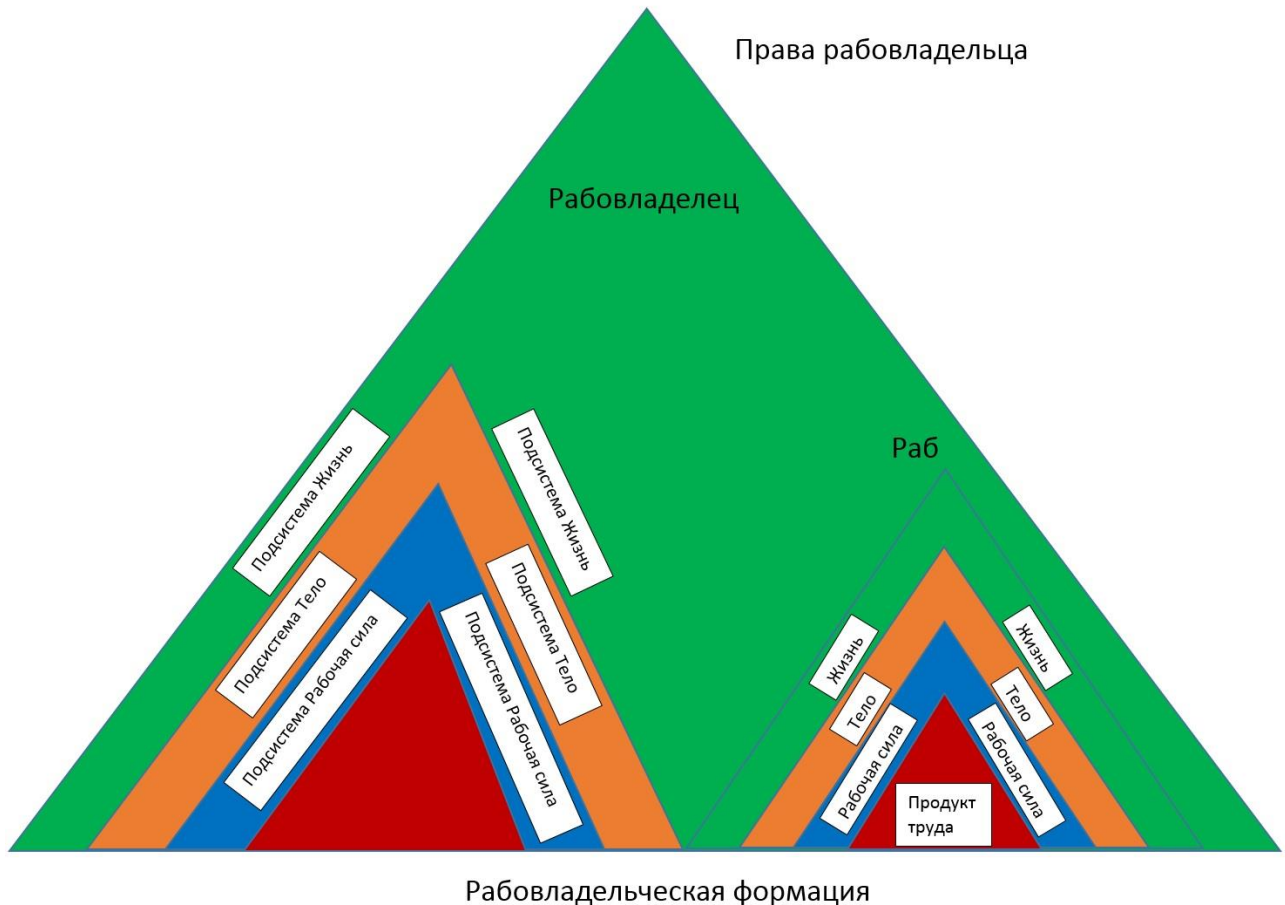 Права рабовладельца
Рабовладелец
Раб
Подсистема Жизнь
Подсистема Жизнь
Подсистема Тело
Подсистема Тело
Подсистема Рабочая сила
Подсистема Рабочая сила
Жизнь
Жизнь
Тело
Тело
Рабочая сила
Рабочая сила
Продукт
труда
Рабовладельческая формация